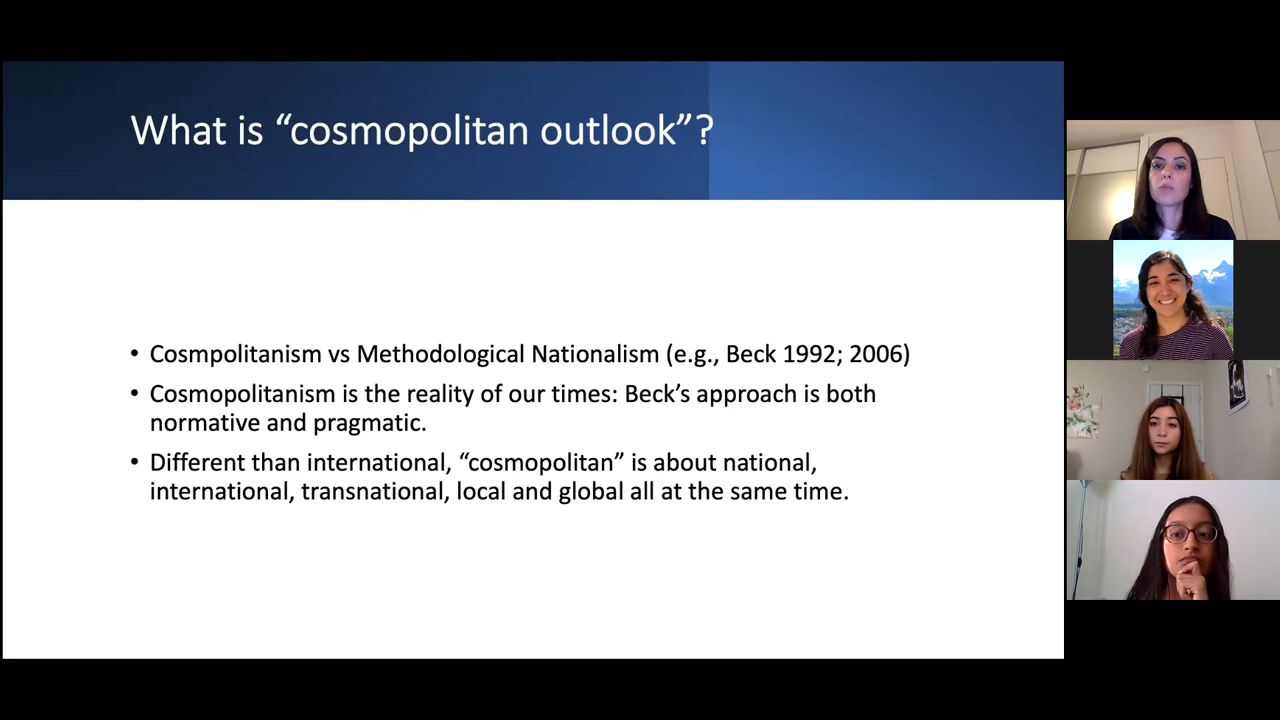 What is “cosmopolitan outlook”?
• Cosmpolitanism vs Methodological Nationalism (e.g., Beck 1992; 2006)
• Cosmopolitanism is the reality of our times: Beck’s approach is both
normative and pragmatic.
• Different than international, “cosmopolitan” is about national,
international, transnational, local and global all at the same time.